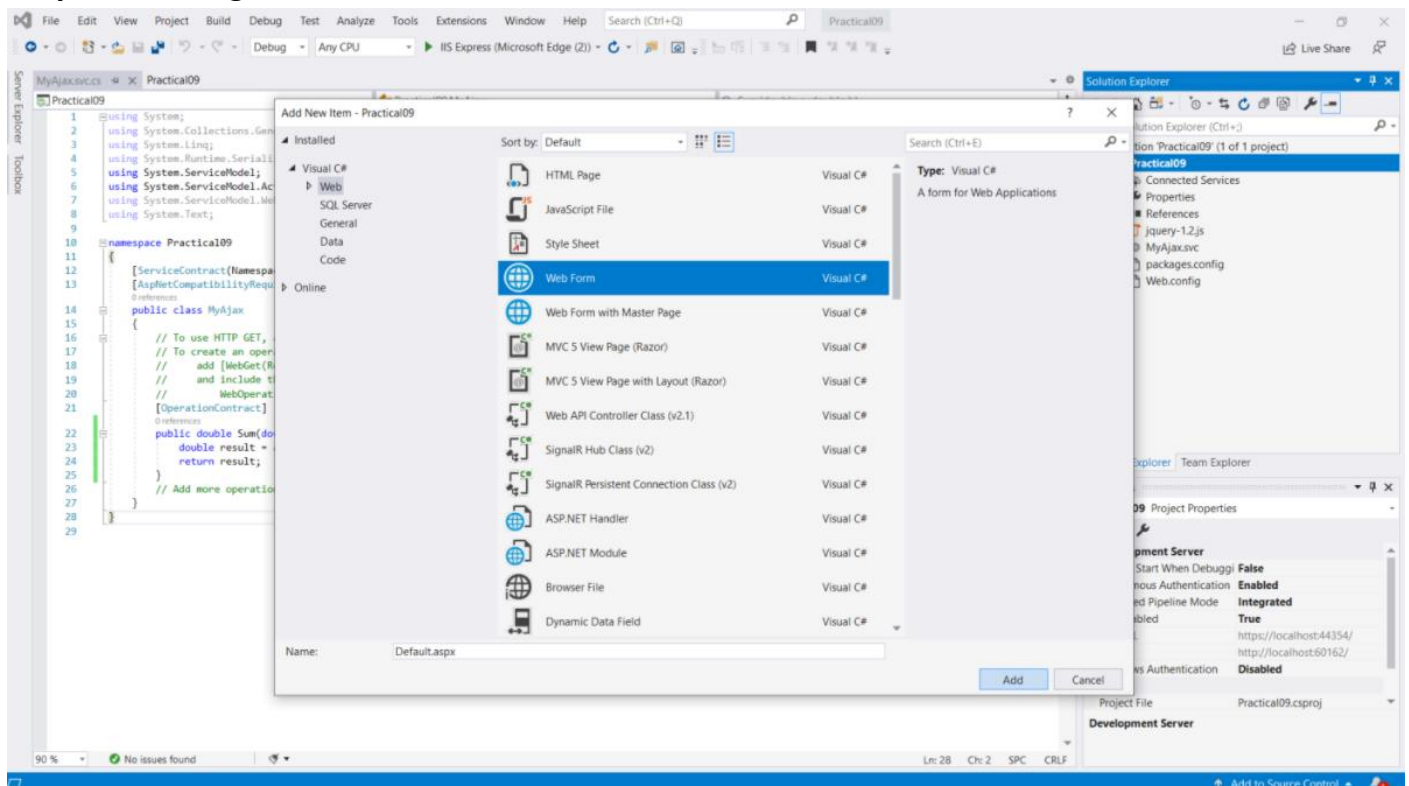 File Edit View Project Build Debug Test Analyze Tools Extensions Window Help Search (Ctrl+Q) Practical09
Debug Any CPU IIS Express (Microsoft Edge (2)) Live Share
Server Explorer Toolbox
MyAjax.svc.cs Practical09 Solution Explorer
Practical09
Add New Item - Practical09 ? ×
Installed Sort by: Default Search (Ctrl+E)
Visual C#
Web
SQL Server
General
Data
Code
Online
HTML Page Visual C#
JavaScript File Visual C#
Style Sheet Visual C#
Web Form Visual C#
Web Form with Master Page Visual C#
MVC 5 View Page (Razor) Visual C#
MVC 5 View Page with Layout (Razor) Visual C#
Web API Controller Class (v2.1) Visual C#
SignalR Hub Class (v2) Visual C#
SignalR Persistent Connection Class (v2) Visual C#
ASP.NET Handler Visual C#
ASP.NET Module Visual C#
Browser File Visual C#
Dynamic Data Field Visual C#
Type: Visual C#
A form for Web Applications
Name: Default.aspx
Add Cancel
1 using System;
2 using System.Collections.Gen
3 using System.Linq;
4 using System.Runtime.Seriali
5 using System.ServiceModel;
6 using System.ServiceModel.Ac
7 using System.ServiceModel.We
8 using System.Text;
9
10 namespace Practical09
11 {
12 [ServiceContract(Namespa
13 [AspNetCompatibilityRequ
0 references
14 public class MyAjax
15 {
16 // To use HTTP GET,
17 // To create an oper
18 // add [WebGet(R
19 // and include t
20 // WebOperat
21 [OperationContract]
0 references
22 public double Sum(do
23 double result =
24 return result;
25 }
26 // Add more operatio
27 }
28 }
29
lution Explorer (Ctrl+;)
tion 'Practical09' (1 of 1 project)
ractical09
Connected Services
Properties
References
jquery-1.2.js
MyAjax.svc
packages.config
Web.config
Explorer Team Explorer
09 Project Properties
pment Server
Start When Debuggi False
mous Authentication Enabled
ed Pipeline Mode Integrated
abled True
L https://localhost:44354/
http://localhost:60162/
ws Authentication Disabled
Project File Practical09.csproj
Development Server
90 % No issues found Ln: 28 Ch: 2 SPC CRLF
Add to Source Control